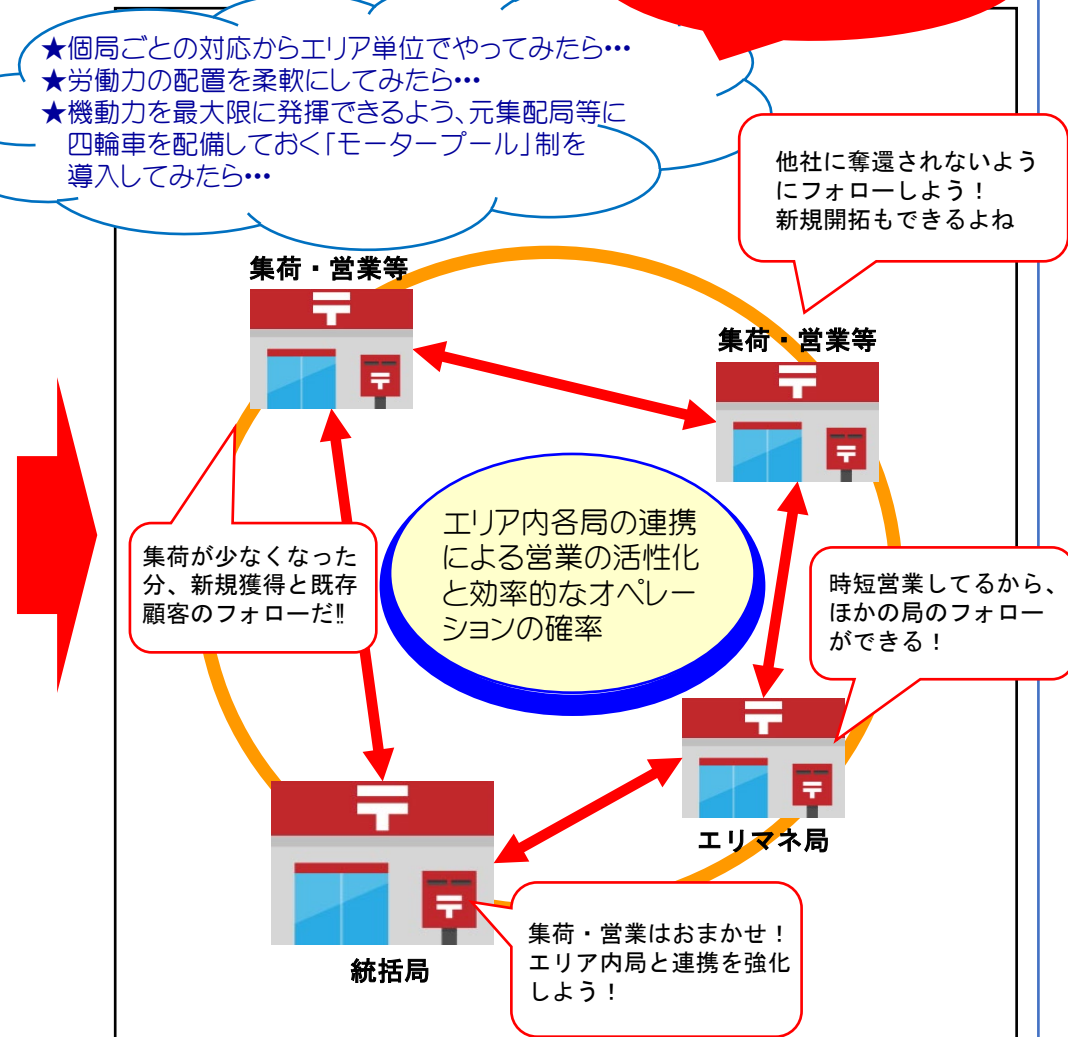 ★個局ごとの対応からエリア単位でやってみたら…
★労働力の配置を柔軟にしてみたら…
★機動力を最大限に発揮できるよう、元集配局等に
四輪車を配備しておく「モータープール」制を
導入してみたら…
他社に奪還されないよう
にフォローしよう！
新規開拓もできるよね
集荷・営業等
集荷・営業等
エリア内各局の連携
による営業の活性化
と効率的なオペレー
ションの確率
集荷が少なくなった
分、新規獲得と既存
顧客のフォローだ‼
時短営業してるから、
ほかの局のフォロー
ができる！
エリマネ局
統括局
集荷・営業はおまかせ！
エリア内局と連携を強化
しよう！